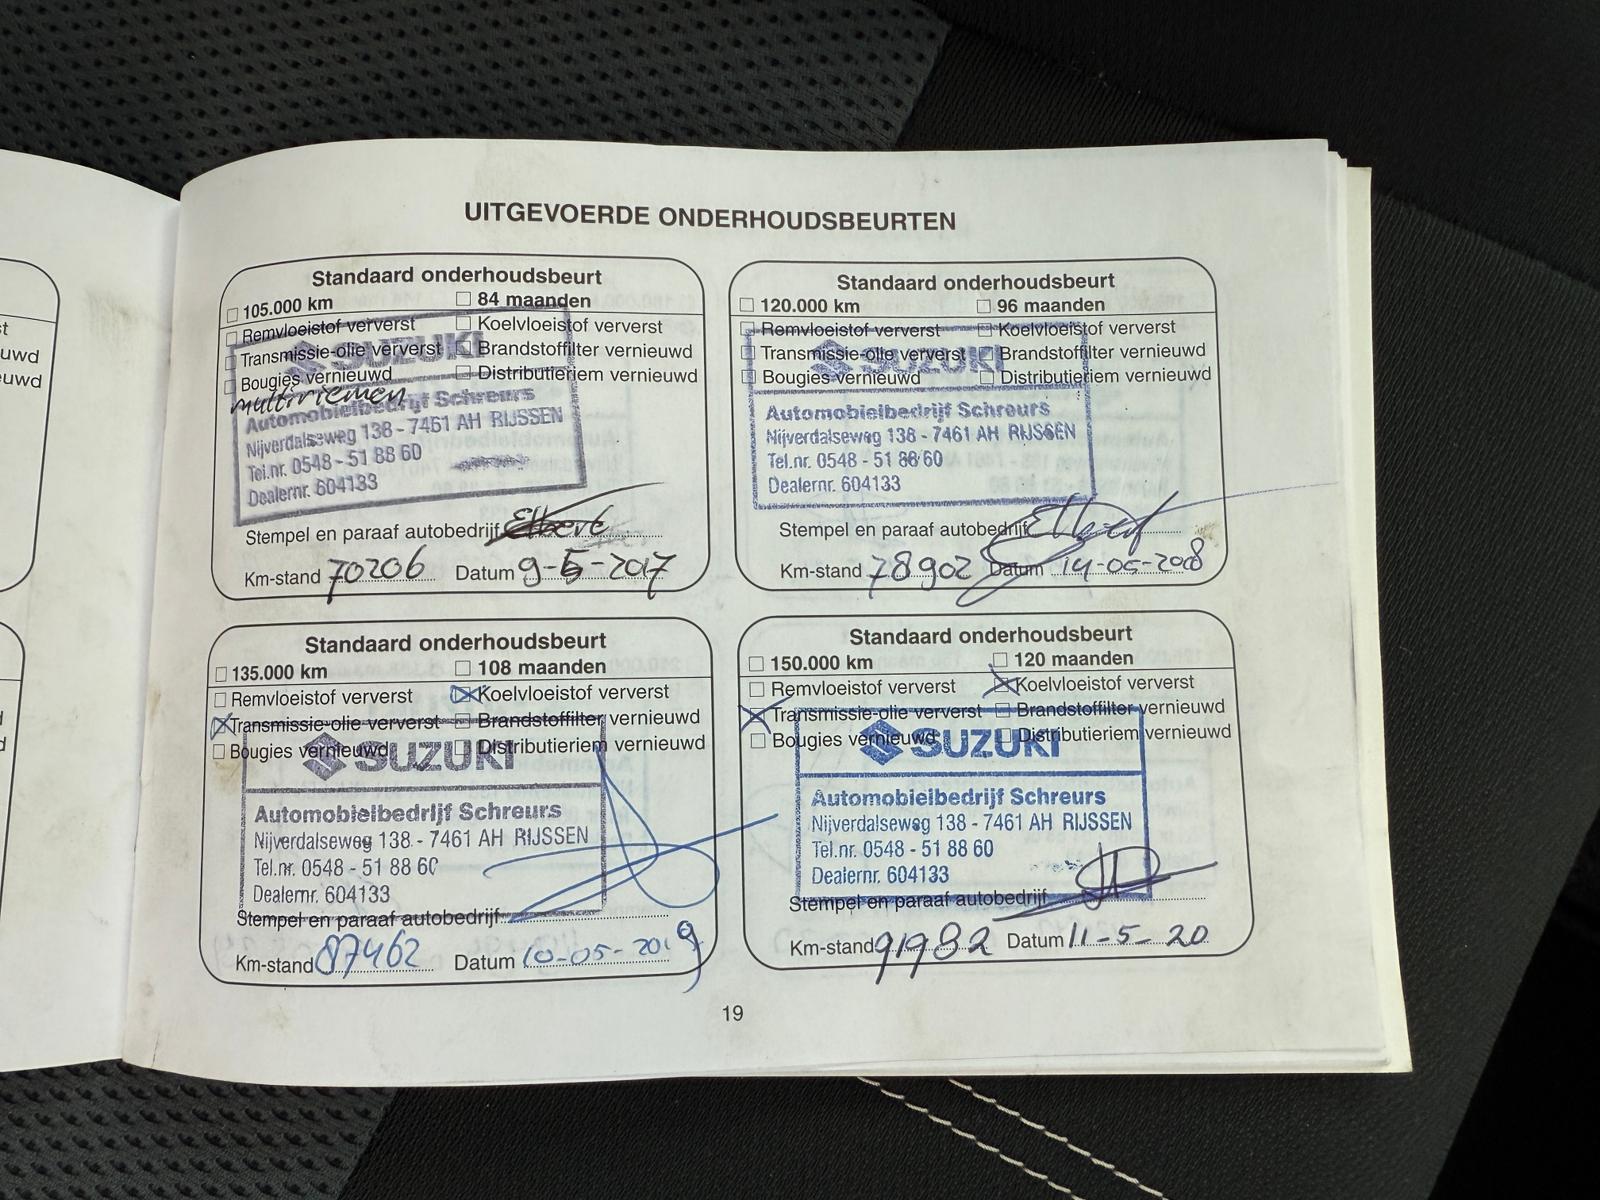 st
uwd
euwd
UITGEVOERDE ONDERHOUDSBEURTEN
Standaard onderhoudsbeurt
105.000 km 84 maanden
Remvloeistof ververst Koelvloeistof ververst
Transmissie-olie ververst Brandstoffilter vernieuwd
Bougies vernieuwd Distributieriem vernieuwd
multiriemen
SUZUKI
Automobielbedrijf Schreurs
Nijverdalseweg 138 - 7461 AH RIJSSEN
Tel.nr. 0548 - 51 88 60
Dealernr. 604133
Stempel en paraaf autobedrijf
Km-stand 70206 Datum 9-5-2017
Standaard onderhoudsbeurt
120.000 km 96 maanden
Remvloeistof ververst Koelvloeistof ververst
Transmissie-olie ververst Brandstoffilter vernieuwd
Bougies vernieuwd Distributieriem vernieuwd
SUZUKI
Automobielbedrijf Schreurs
Nijverdalseweg 138 - 7461 AH RIJSSEN
Tel.nr. 0548 - 51 88 60
Dealernr. 604133
Stempel en paraaf autobedrijf
Km-stand 78902 Datum
Standaard onderhoudsbeurt
135.000 km 108 maanden
Remvloeistof ververst Koelvloeistof ververst
Transmissie-olie ververst Brandstoffilter vernieuwd
Bougies vernieuwd Distributieriem vernieuwd
SUZUKI
Automobielbedrijf Schreurs
Nijverdalseweg 138 - 7461 AH RIJSSEN
Tel.nr. 0548 - 51 88 60
Dealernr. 604133
Stempel en paraaf autobedrijf
Km-stand 87462 Datum 10-05-2019
Standaard onderhoudsbeurt
150.000 km 120 maanden
Remvloeistof ververst Koelvloeistof ververst
Transmissie-olie ververst Brandstoffilter vernieuwd
Bougies vernieuwd Distributieriem vernieuwd
SUZUKI
Automobielbedrijf Schreurs
Nijverdalseweg 138 - 7461 AH RIJSSEN
Tel.nr. 0548 - 51 88 60
Dealernr. 604133
Stempel en paraaf autobedrijf
Km-stand 91982 Datum 11-5-20
19